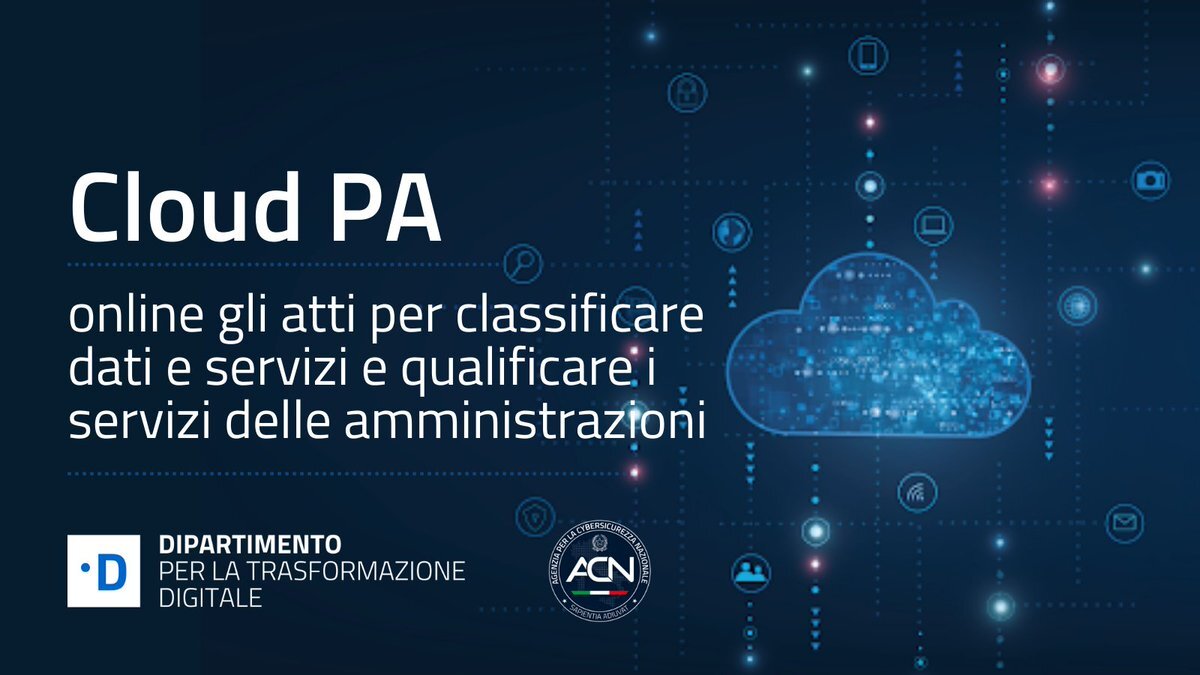 Cloud PA
online gli atti per classificare
dati e servizi e qualificare i
servizi delle amministrazioni
·D
DIPARTIMENTO
PER LA TRASFORMAZIONE
DIGITALE
AGENZIA PER LA CYBERSICUREZZA NAZIONALE
ACN
SAPIENTIA ADIUVAT